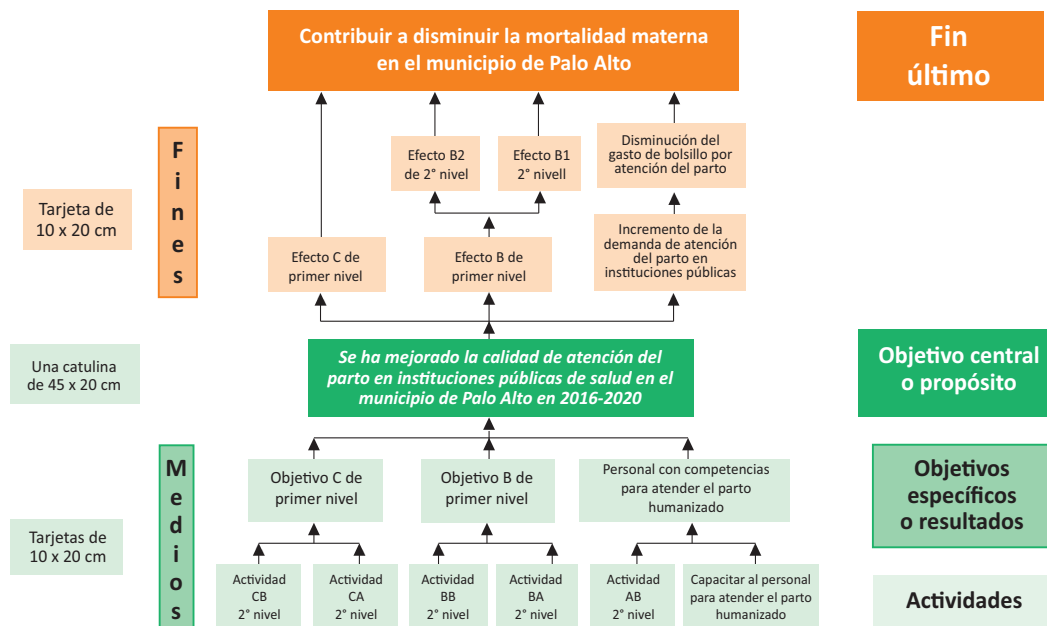 Contribuir a disminuir la mortalidad materna
en el municipio de Palo Alto
Fin
último
F
i
n
e
s
Tarjeta de
10 x 20 cm
Efecto B2
de 2° nivel
Efecto B1
2° nivell
Disminución del
gasto de bolsillo por
atención del parto
Efecto C de
primer nivel
Efecto B de
primer nivel
Incremento de la
demanda de atención
del parto en
instituciones públicas
Una catulina
de 45 x 20 cm
Se ha mejorado la calidad de atención del
parto en instituciones públicas de salud en el
municipio de Palo Alto en 2016-2020
Objetivo central
o propósito
M
e
d
i
o
s
Tarjetas de
10 x 20 cm
Objetivo C de
primer nivel
Objetivo B de
primer nivel
Personal con competencias
para atender el parto
humanizado
Objetivos
específicos
o resultados
Actividad
CB
2° nivel
Actividad
CA
2° nivel
Actividad
BB
2° nivel
Actividad
BA
2° nivel
Actividad
AB
2° nivel
Capacitar al personal
para atender el parto
humanizado
Actividades